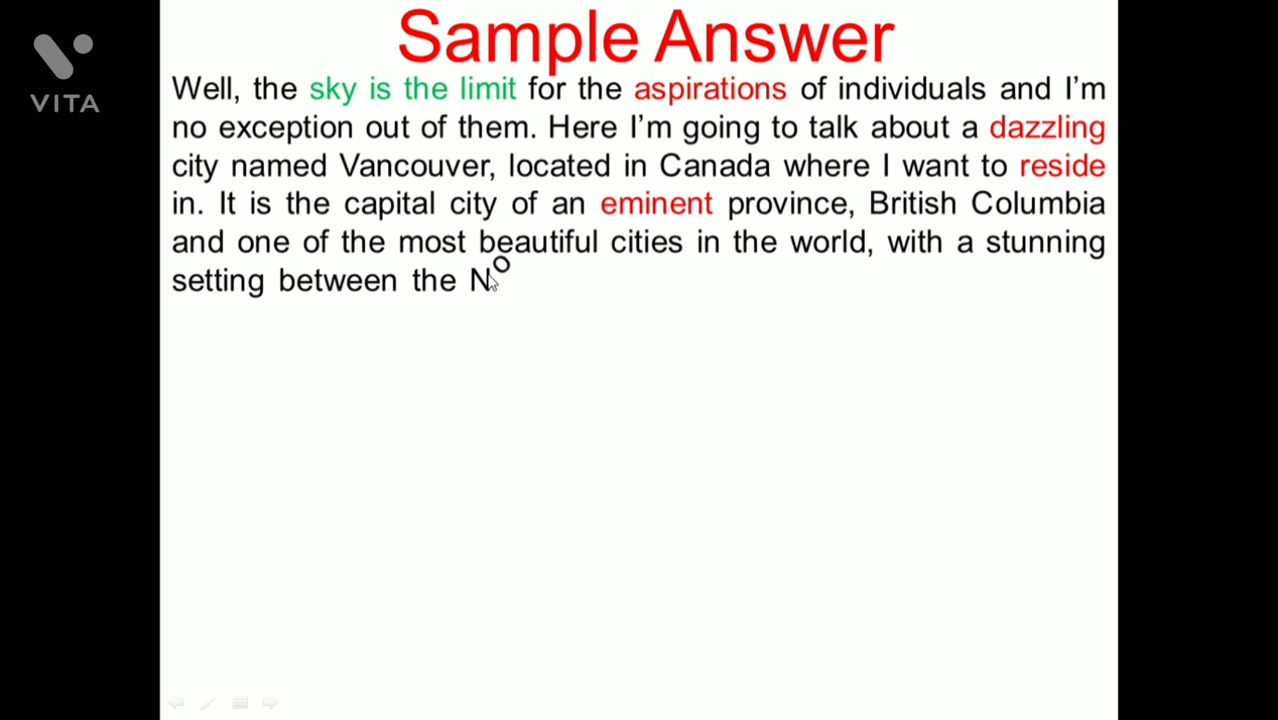 VITA
Sample Answer
Well, the sky is the limit for the aspirations of individuals and I'm
no exception out of them. Here I'm going to talk about a dazzling
city named Vancouver, located in Canada where I want to reside
in. It is the capital city of an eminent province, British Columbia
and one of the most beautiful cities in the world, with a stunning
setting between the No